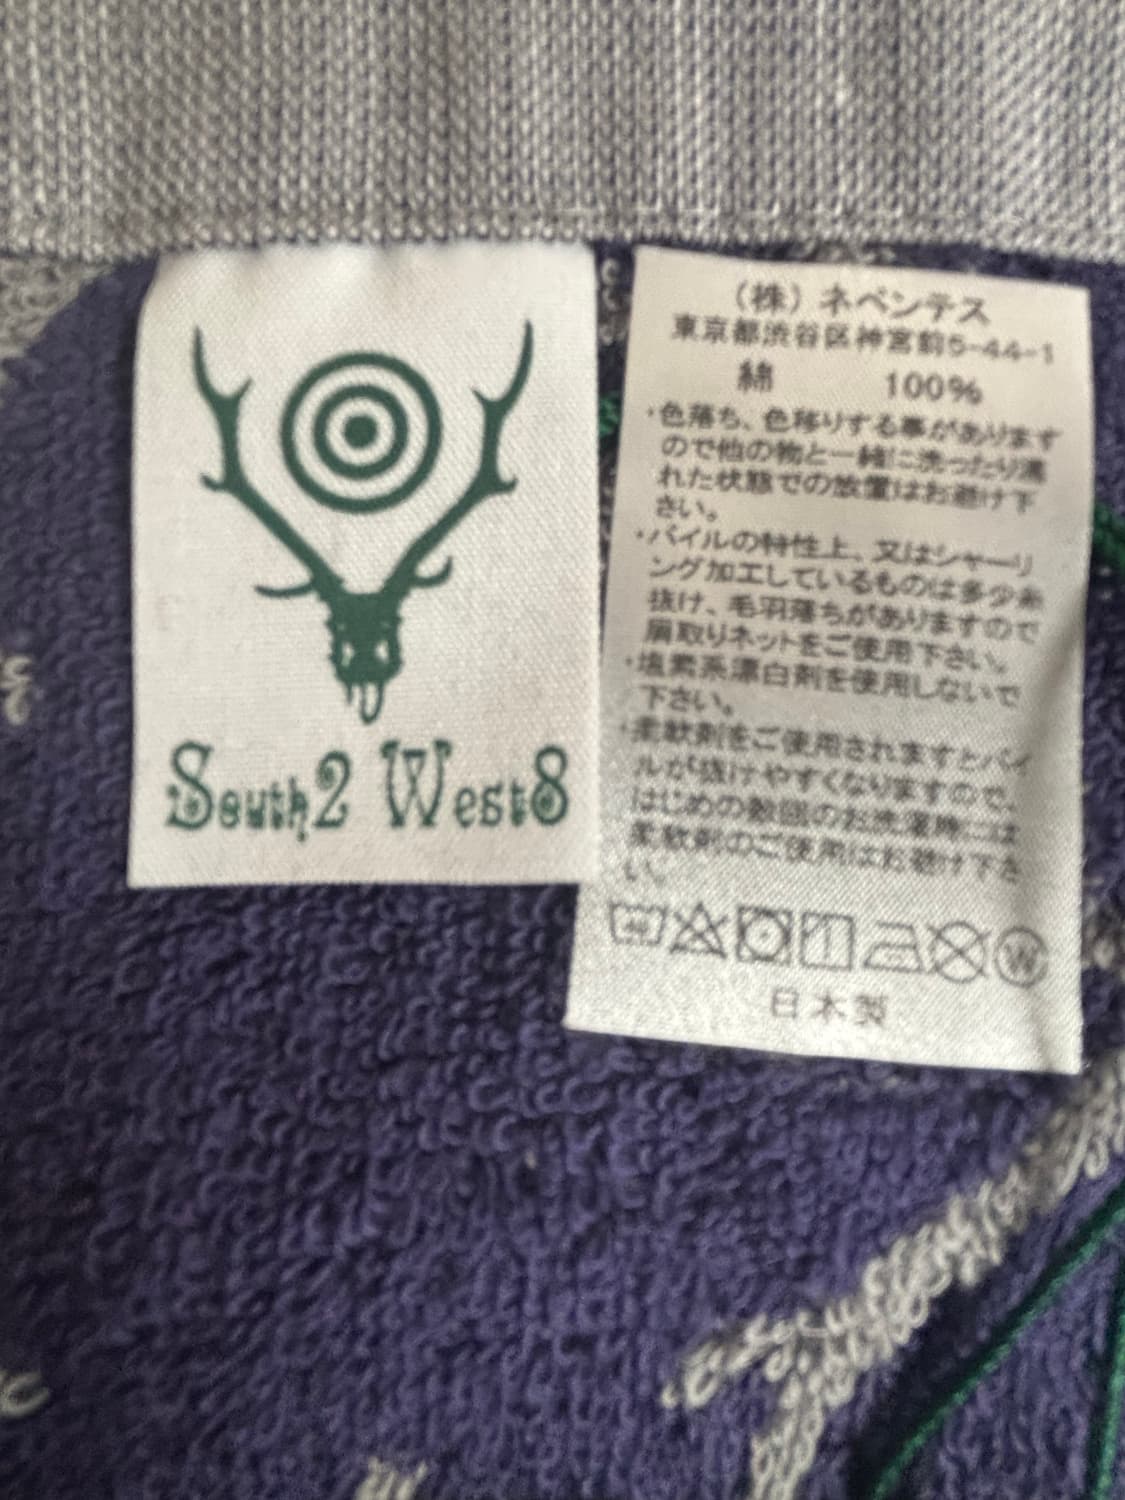 South2 West8
(株)ネペンテス
東京都渋谷区神宮前5-44-1
綿 100%
・色落ち、色移りする事があります
ので他の物と一緒に洗ったり濡
れた状態での放置はお避け下
さい。
・パイルの特性上、又はシャーリ
ング加工しているものは多少糸
抜け、毛羽落ちがありますので
屑取りネットをご使用下さい。
・塩素系漂白剤を使用しないで
下さい。
・柔軟剤をご使用されますとパイ
ルが抜けやすくなりますので、
はじめの数回のお洗濯時には
柔軟剤のご使用はお避け下さ
い。
40 W
日本製